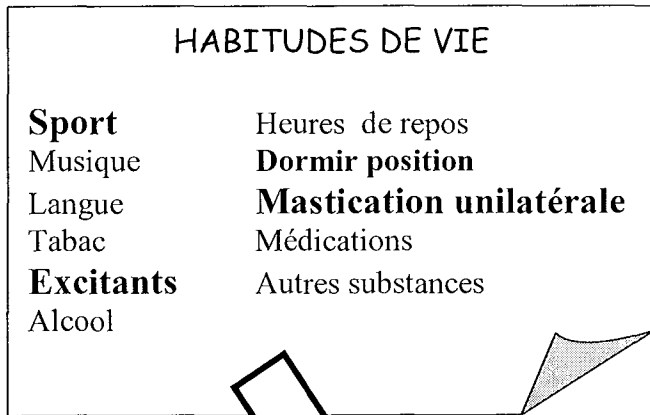 HABITUDES DE VIE
Sport
Musique
Langue
Tabac
Excitants
Alcool
Heures de repos
Dormir position
Mastication unilatérale
Médications
Autres substances